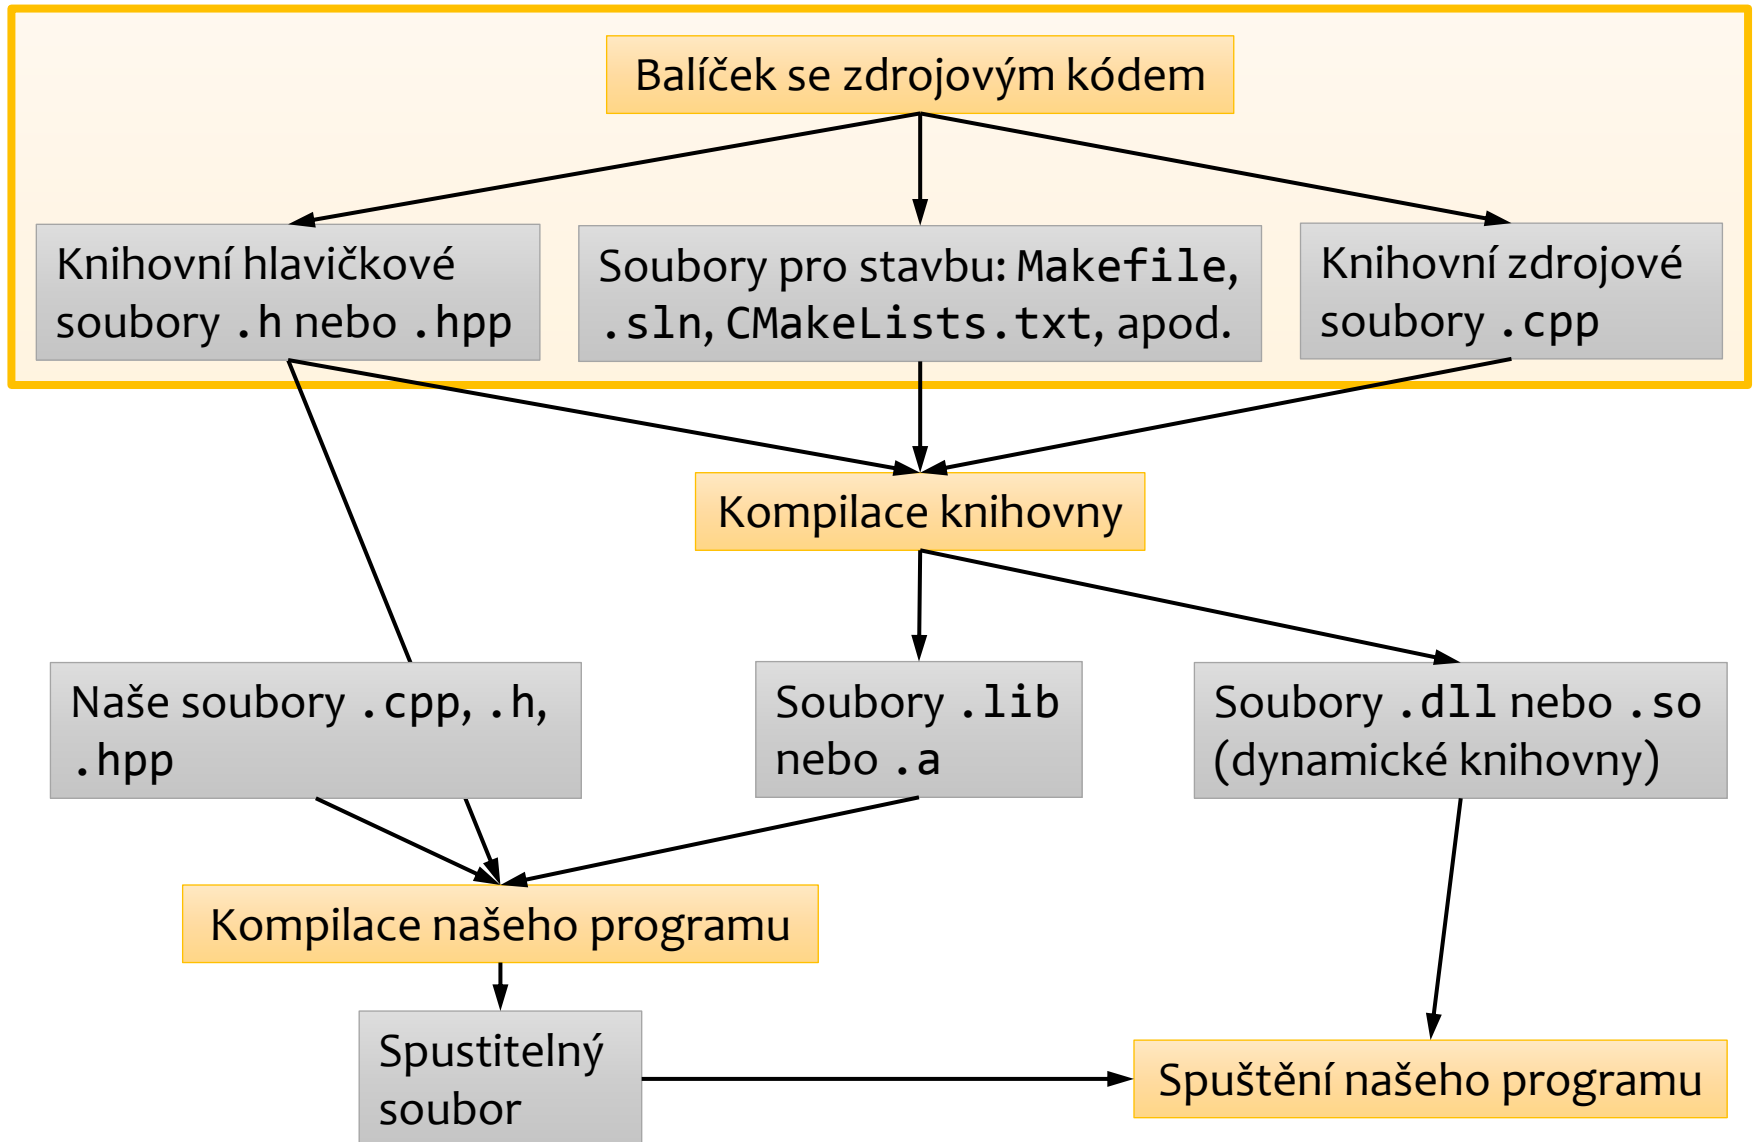 Balíček se zdrojovým kódem
Knihovní hlavičkové
soubory .h nebo .hpp
Soubory pro stavbu: Makefile,
.sln, CMakeLists.txt, apod.
Knihovní zdrojové
soubory .cpp
Kompilace knihovny
Naše soubory .cpp, .h,
.hpp
Soubory .lib
nebo .a
Soubory .dll nebo .so
(dynamické knihovny)
Kompilace našeho programu
Spustitelný
soubor
Spuštění našeho programu